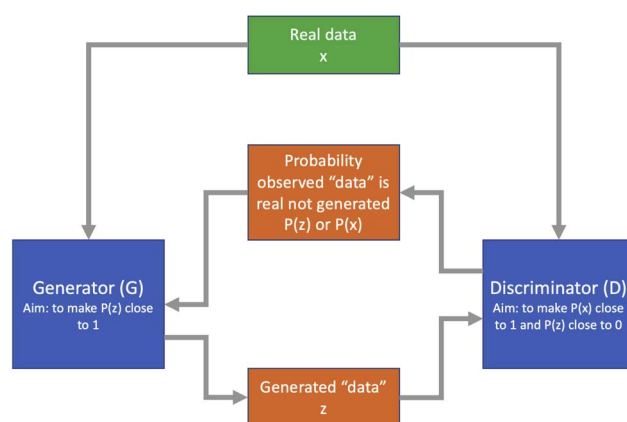 Real data
x
Probability
observed “data” is
real not generated
P(z) or P(x)
Generator (G)
Aim: to make P(z) close
to 1
Discriminator (D)
Aim: to make P(x) close
to 1 and P(z) close to 0
Generated “data”
z